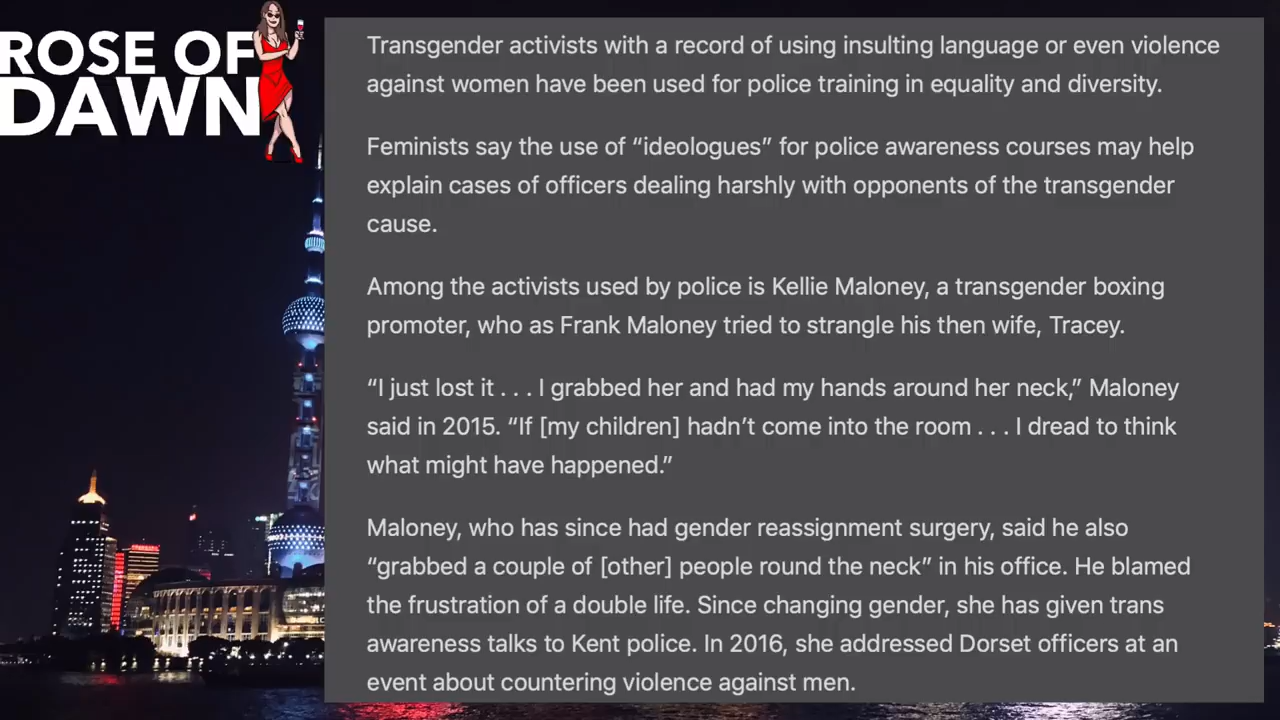 ROSE OF
DAWN
Transgender activists with a record of using insulting language or even violence
against women have been used for police training in equality and diversity.
Feminists say the use of “ideologues” for police awareness courses may help
explain cases of officers dealing harshly with opponents of the transgender
cause.
Among the activists used by police is Kellie Maloney, a transgender boxing
promoter, who as Frank Maloney tried to strangle his then wife, Tracey.
“I just lost it . . . I grabbed her and had my hands around her neck,” Maloney
said in 2015. “If [my children] hadn’t come into the room . . . I dread to think
what might have happened.”
Maloney, who has since had gender reassignment surgery, said he also
“grabbed a couple of [other] people round the neck” in his office. He blamed
the frustration of a double life. Since changing gender, she has given trans
awareness talks to Kent police. In 2016, she addressed Dorset officers at an
event about countering violence against men.